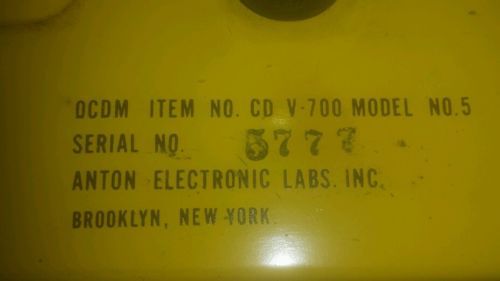 OCDM ITEM NO. CD V-700 MODEL NO.5
SERIAL NO. 5777
ANTON ELECTRONIC LABS. INC.
BROOKLYN, NEW YORK.